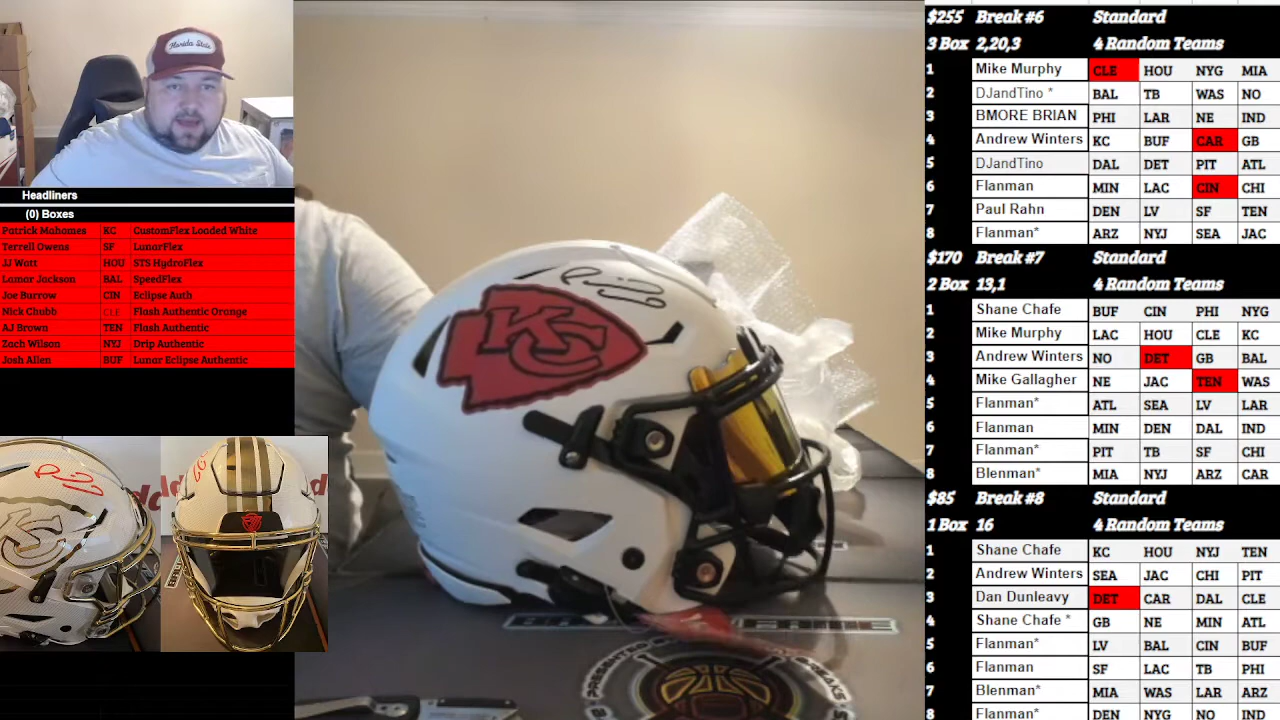 Florida State
Headliners
(0) Boxes
Patrick Mahomes KC CustomFlex Loaded White
Terrell Owens SF LunarFlex
JJ Watt HOU STS HydroFlex
Lamar Jackson BAL SpeedFlex
Joe Burrow CIN Eclipse Auth
Nick Chubb CLE Flash Authentic Orange
AJ Brown TEN Flash Authentic
Zach Wilson NYJ Drip Authentic
Josh Allen BUF Lunar Eclipse Authentic
KC
KC
PRESENTED
BREAKS
$255 Break #6 Standard
3 Box 2,20,3 4 Random Teams
1 Mike Murphy CLE HOU NYG MIA
2 DJandTino * BAL TB WAS NO
3 BMORE BRIAN PHI LAR NE IND
4 Andrew Winters KC BUF CAR GB
5 DJandTino DAL DET PIT ATL
6 Flanman MIN LAC CIN CHI
7 Paul Rahn DEN LV SF TEN
8 Flanman* ARZ NYJ SEA JAC
$170 Break #7 Standard
2 Box 13,1 4 Random Teams
1 Shane Chafe BUF CIN PHI NYG
2 Mike Murphy LAC HOU CLE KC
3 Andrew Winters NO DET GB BAL
4 Mike Gallagher NE JAC TEN WAS
5 Flanman* ATL SEA LV LAR
6 Flanman MIN DEN DAL IND
7 Flanman* PIT TB SF CHI
8 Blenman* MIA NYJ ARZ CAR
$85 Break #8 Standard
1 Box 16 4 Random Teams
1 Shane Chafe KC HOU NYJ TEN
2 Andrew Winters SEA JAC CHI PIT
3 Dan Dunleavy DET CAR DAL CLE
4 Shane Chafe * GB NE MIN ATL
5 Flanman* LV BAL CIN BUF
6 Flanman SF LAC TB PHI
7 Blenman* MIA WAS LAR ARZ
8 Flanman* DEN NYG NO IND